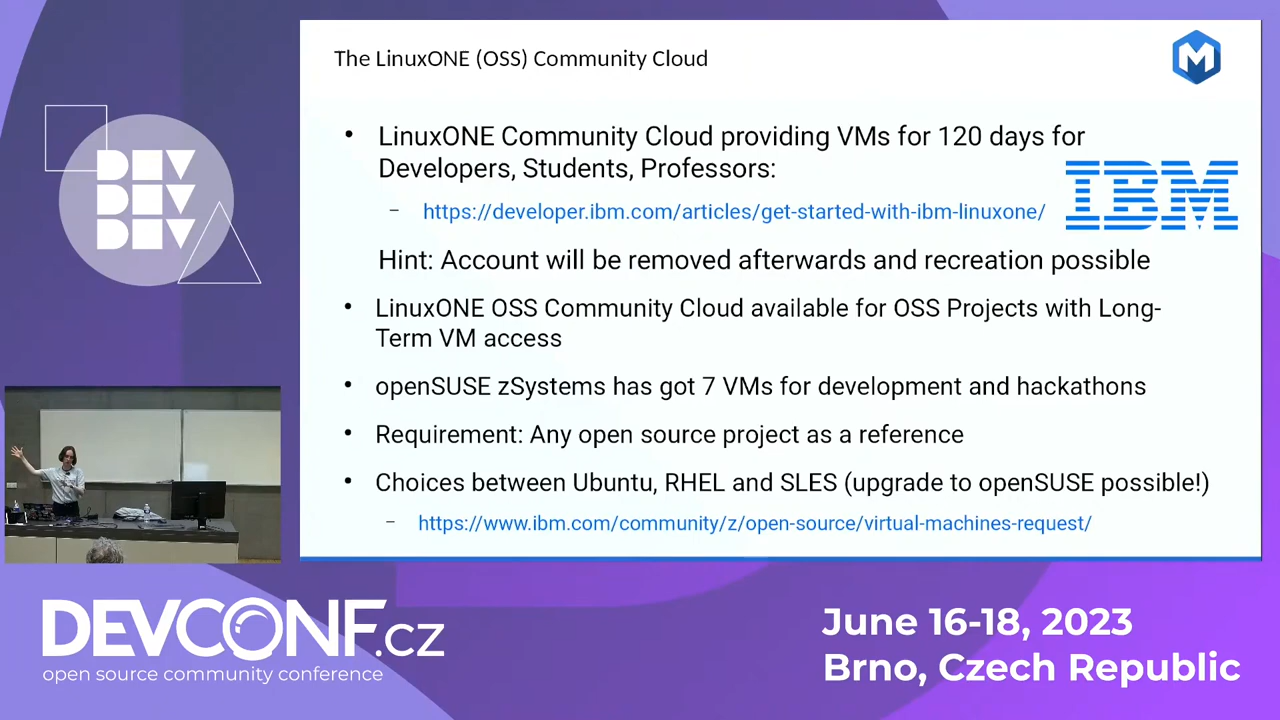 The LinuxONE (OSS) Community Cloud
M
• LinuxONE Community Cloud providing VMs for 120 days for
Developers, Students, Professors:
– https://developer.ibm.com/articles/get-started-with-ibm-linuxone/
IBM
Hint: Account will be removed afterwards and recreation possible
• LinuxONE OSS Community Cloud available for OSS Projects with Long-
Term VM access
• openSUSE zSystems has got 7 VMs for development and hackathons
• Requirement: Any open source project as a reference
• Choices between Ubuntu, RHEL and SLES (upgrade to openSUSE possible!)
– https://www.ibm.com/community/z/open-source/virtual-machines-request/
DEV
DEV
DEV
DEVCONF.cz
open source community conference
June 16-18, 2023
Brno, Czech Republic